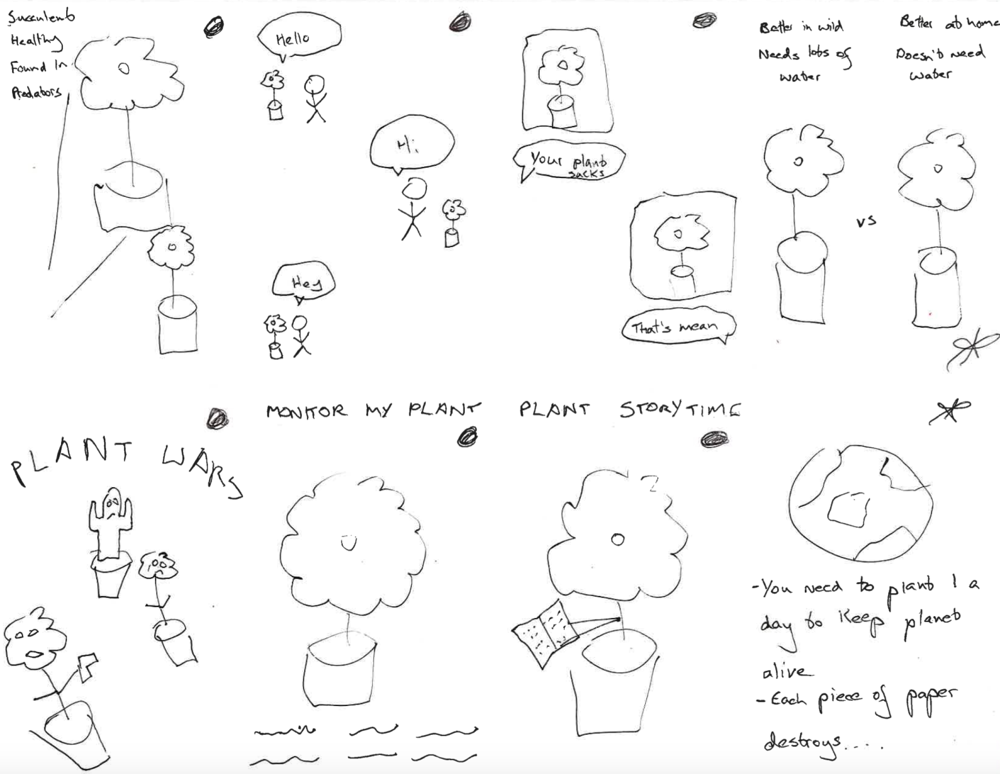 Succulent
Healthy
Found In
Predators
Hello
Hi
Hey
Your plant
sucks
That's mean
Better in wild
Needs lots of
water
Better at home
Doesn't need
water
vs
PLANT WARS
MONITOR MY PLANT
PLANT STORYTIME
-You need to plant 1 a
day to keep planet
alive
- Each piece of paper
destroys....